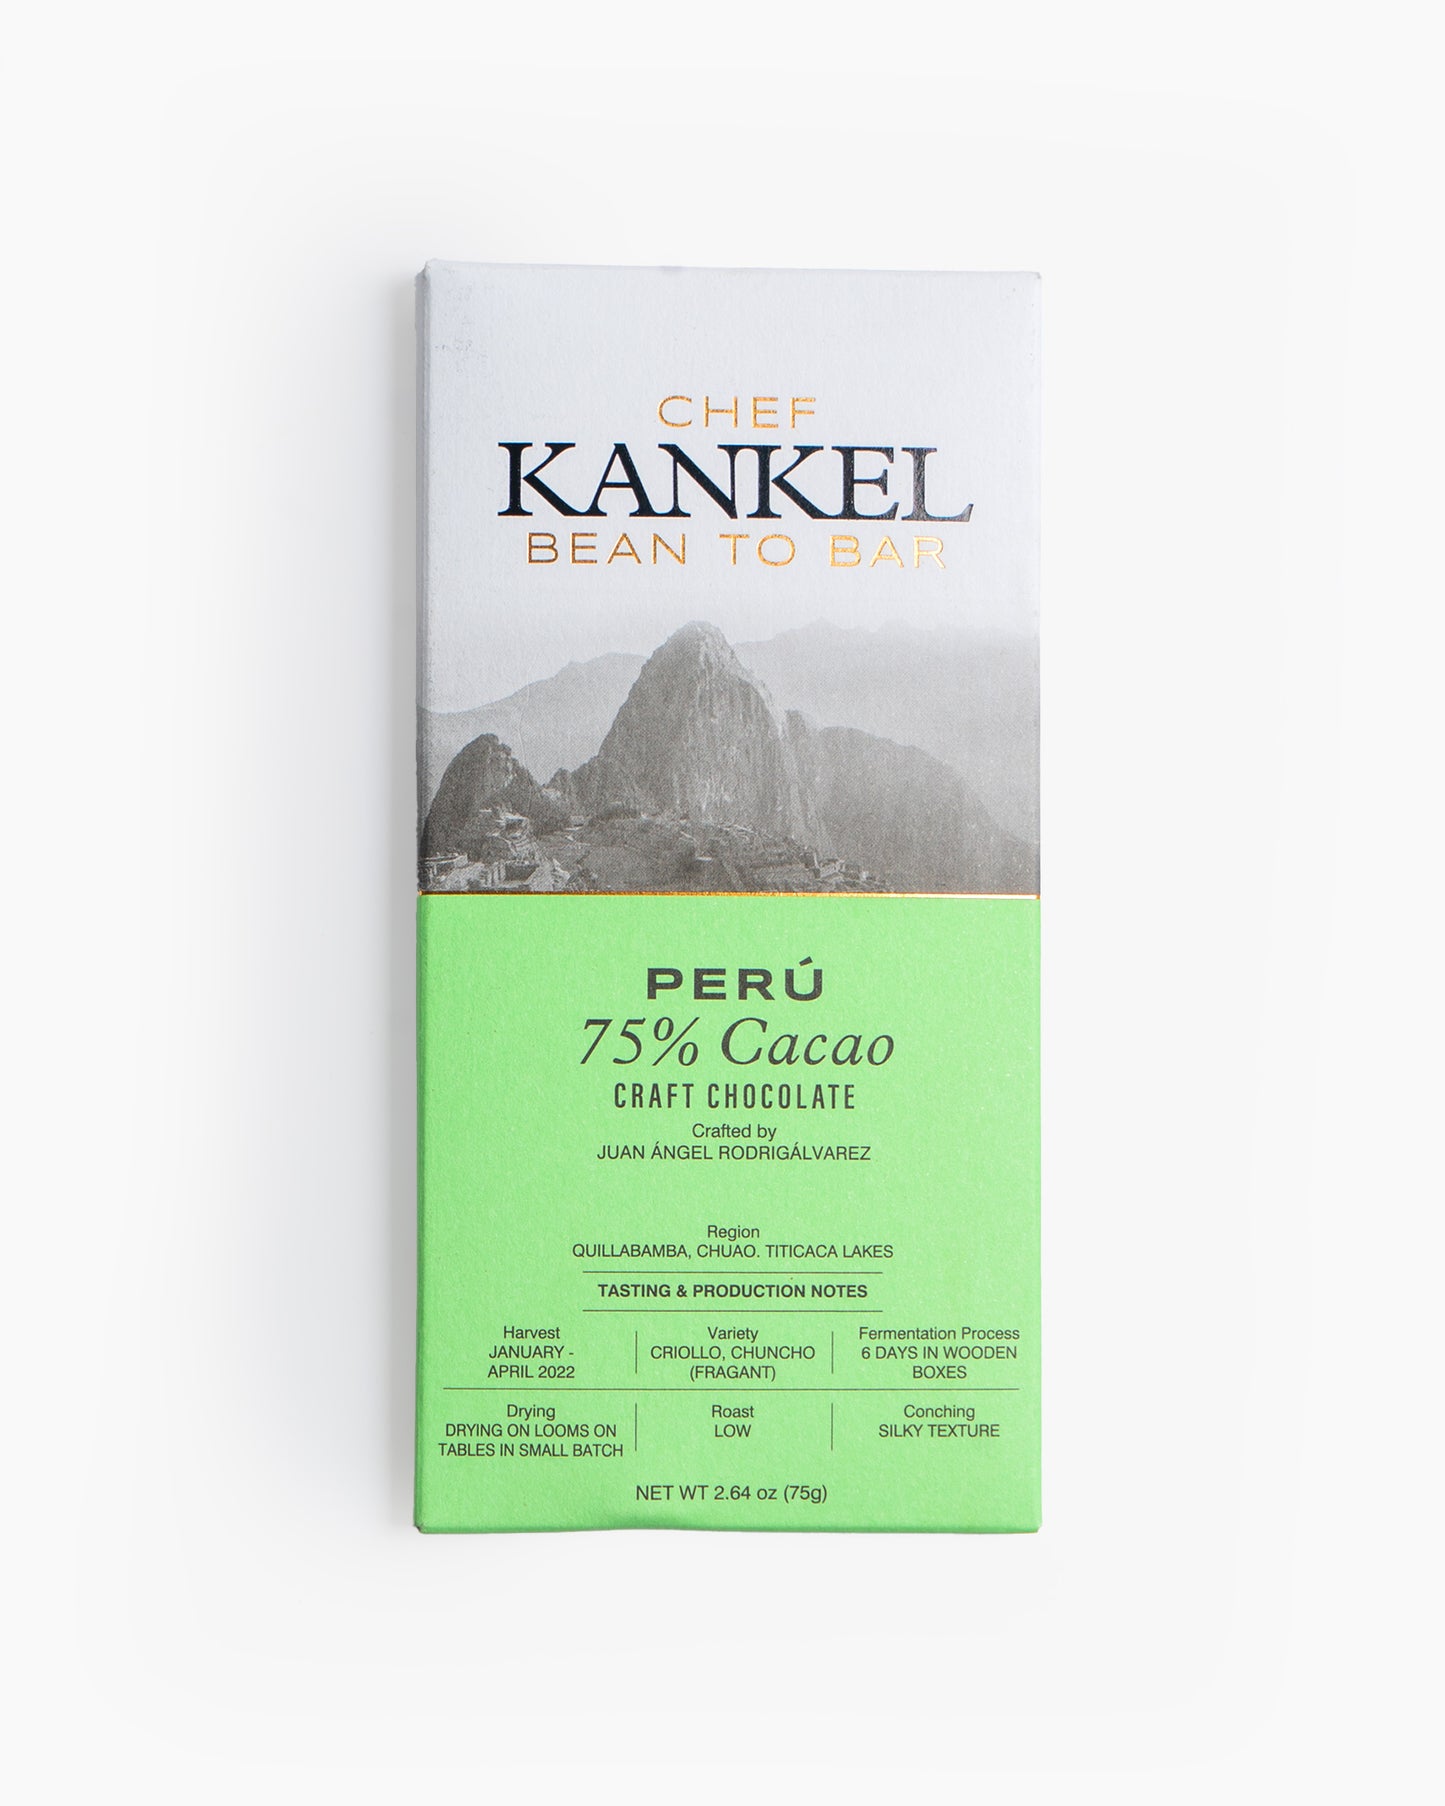 CHEF
KANKEL
BEAN TO BAR
PERÚ
75% Cacao
CRAFT CHOCOLATE
Crafted by
JUAN ÁNGEL RODRIGÁLVAREZ
Region
QUILLABAMBA, CHUAO. TITICACA LAKES
TASTING & PRODUCTION NOTES
Harvest
JANUARY -
APRIL 2022
Variety
CRIOLLO, CHUNCHO
(FRAGANT)
Fermentation Process
6 DAYS IN WOODEN
BOXES
Drying
DRYING ON LOOMS ON
TABLES IN SMALL BATCH
Roast
LOW
Conching
SILKY TEXTURE
NET WT 2.64 oz (75g)